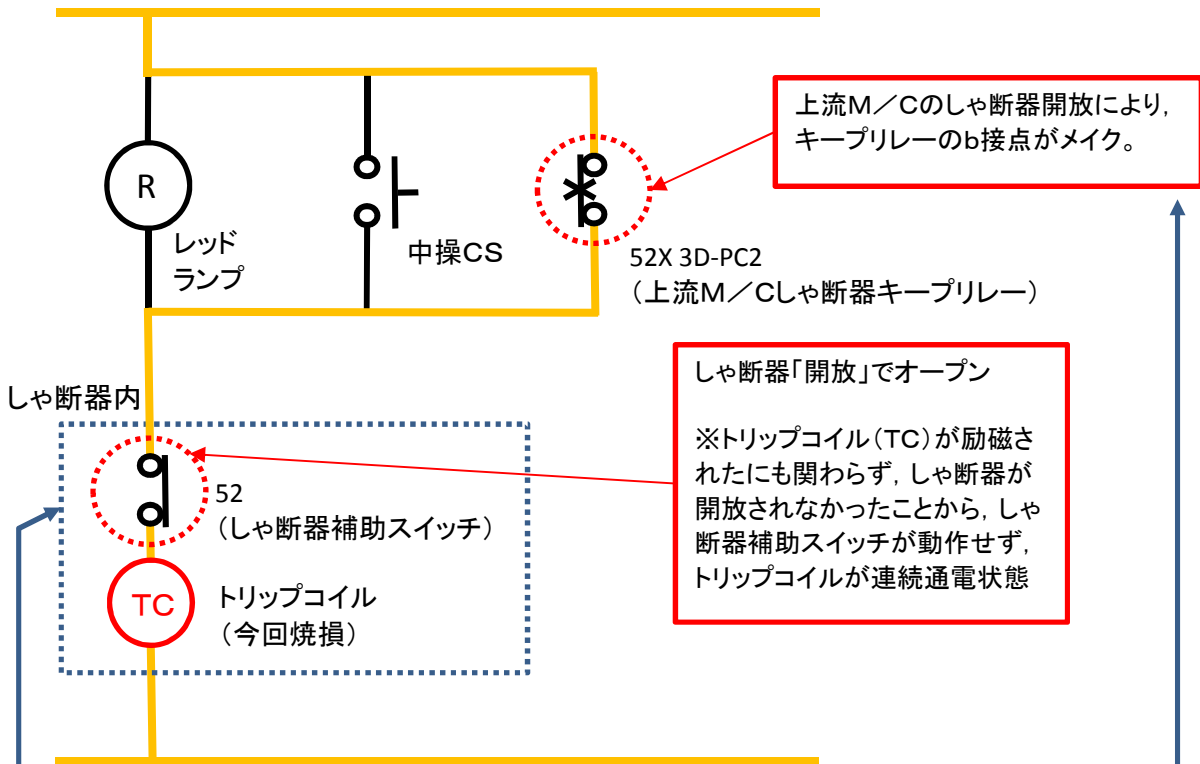 上流M/Cのしゃ断器開放により,
キープリレーのb接点がメイク。
R
レッド
ランプ
中操CS
52X 3D-PC2
(上流M/Cしゃ断器キープリレー)
しゃ断器内
しゃ断器「開放」でオープン
※トリップコイル(TC)が励磁さ
れたにも関わらず,しゃ断器が
開放されなかったことから,しゃ
断器補助スイッチが動作せず,
トリップコイルが連続通電状態
52
(しゃ断器補助スイッチ)
TC
トリップコイル
(今回焼損)